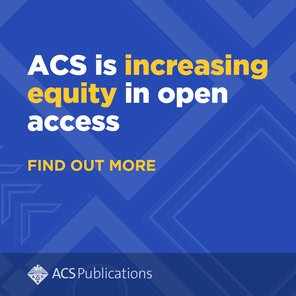 ACS is increasing
equity in open
access
FIND OUT MORE
ACS Publications